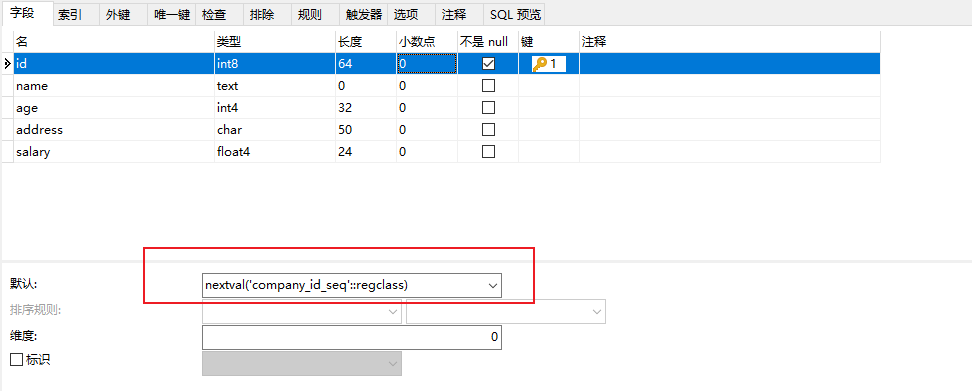 字段 索引 外键 唯一键 检查 排除 规则 触发器 选项 注释 SQL 预览
名 类型 长度 小数点 不是 null 键 注释
id int8 64 0 1
name text 0 0
age int4 32 0
address char 50 0
salary float4 24 0
默认: nextval('company_id_seq'::regclass)
排序规则:
维度: 0
标识